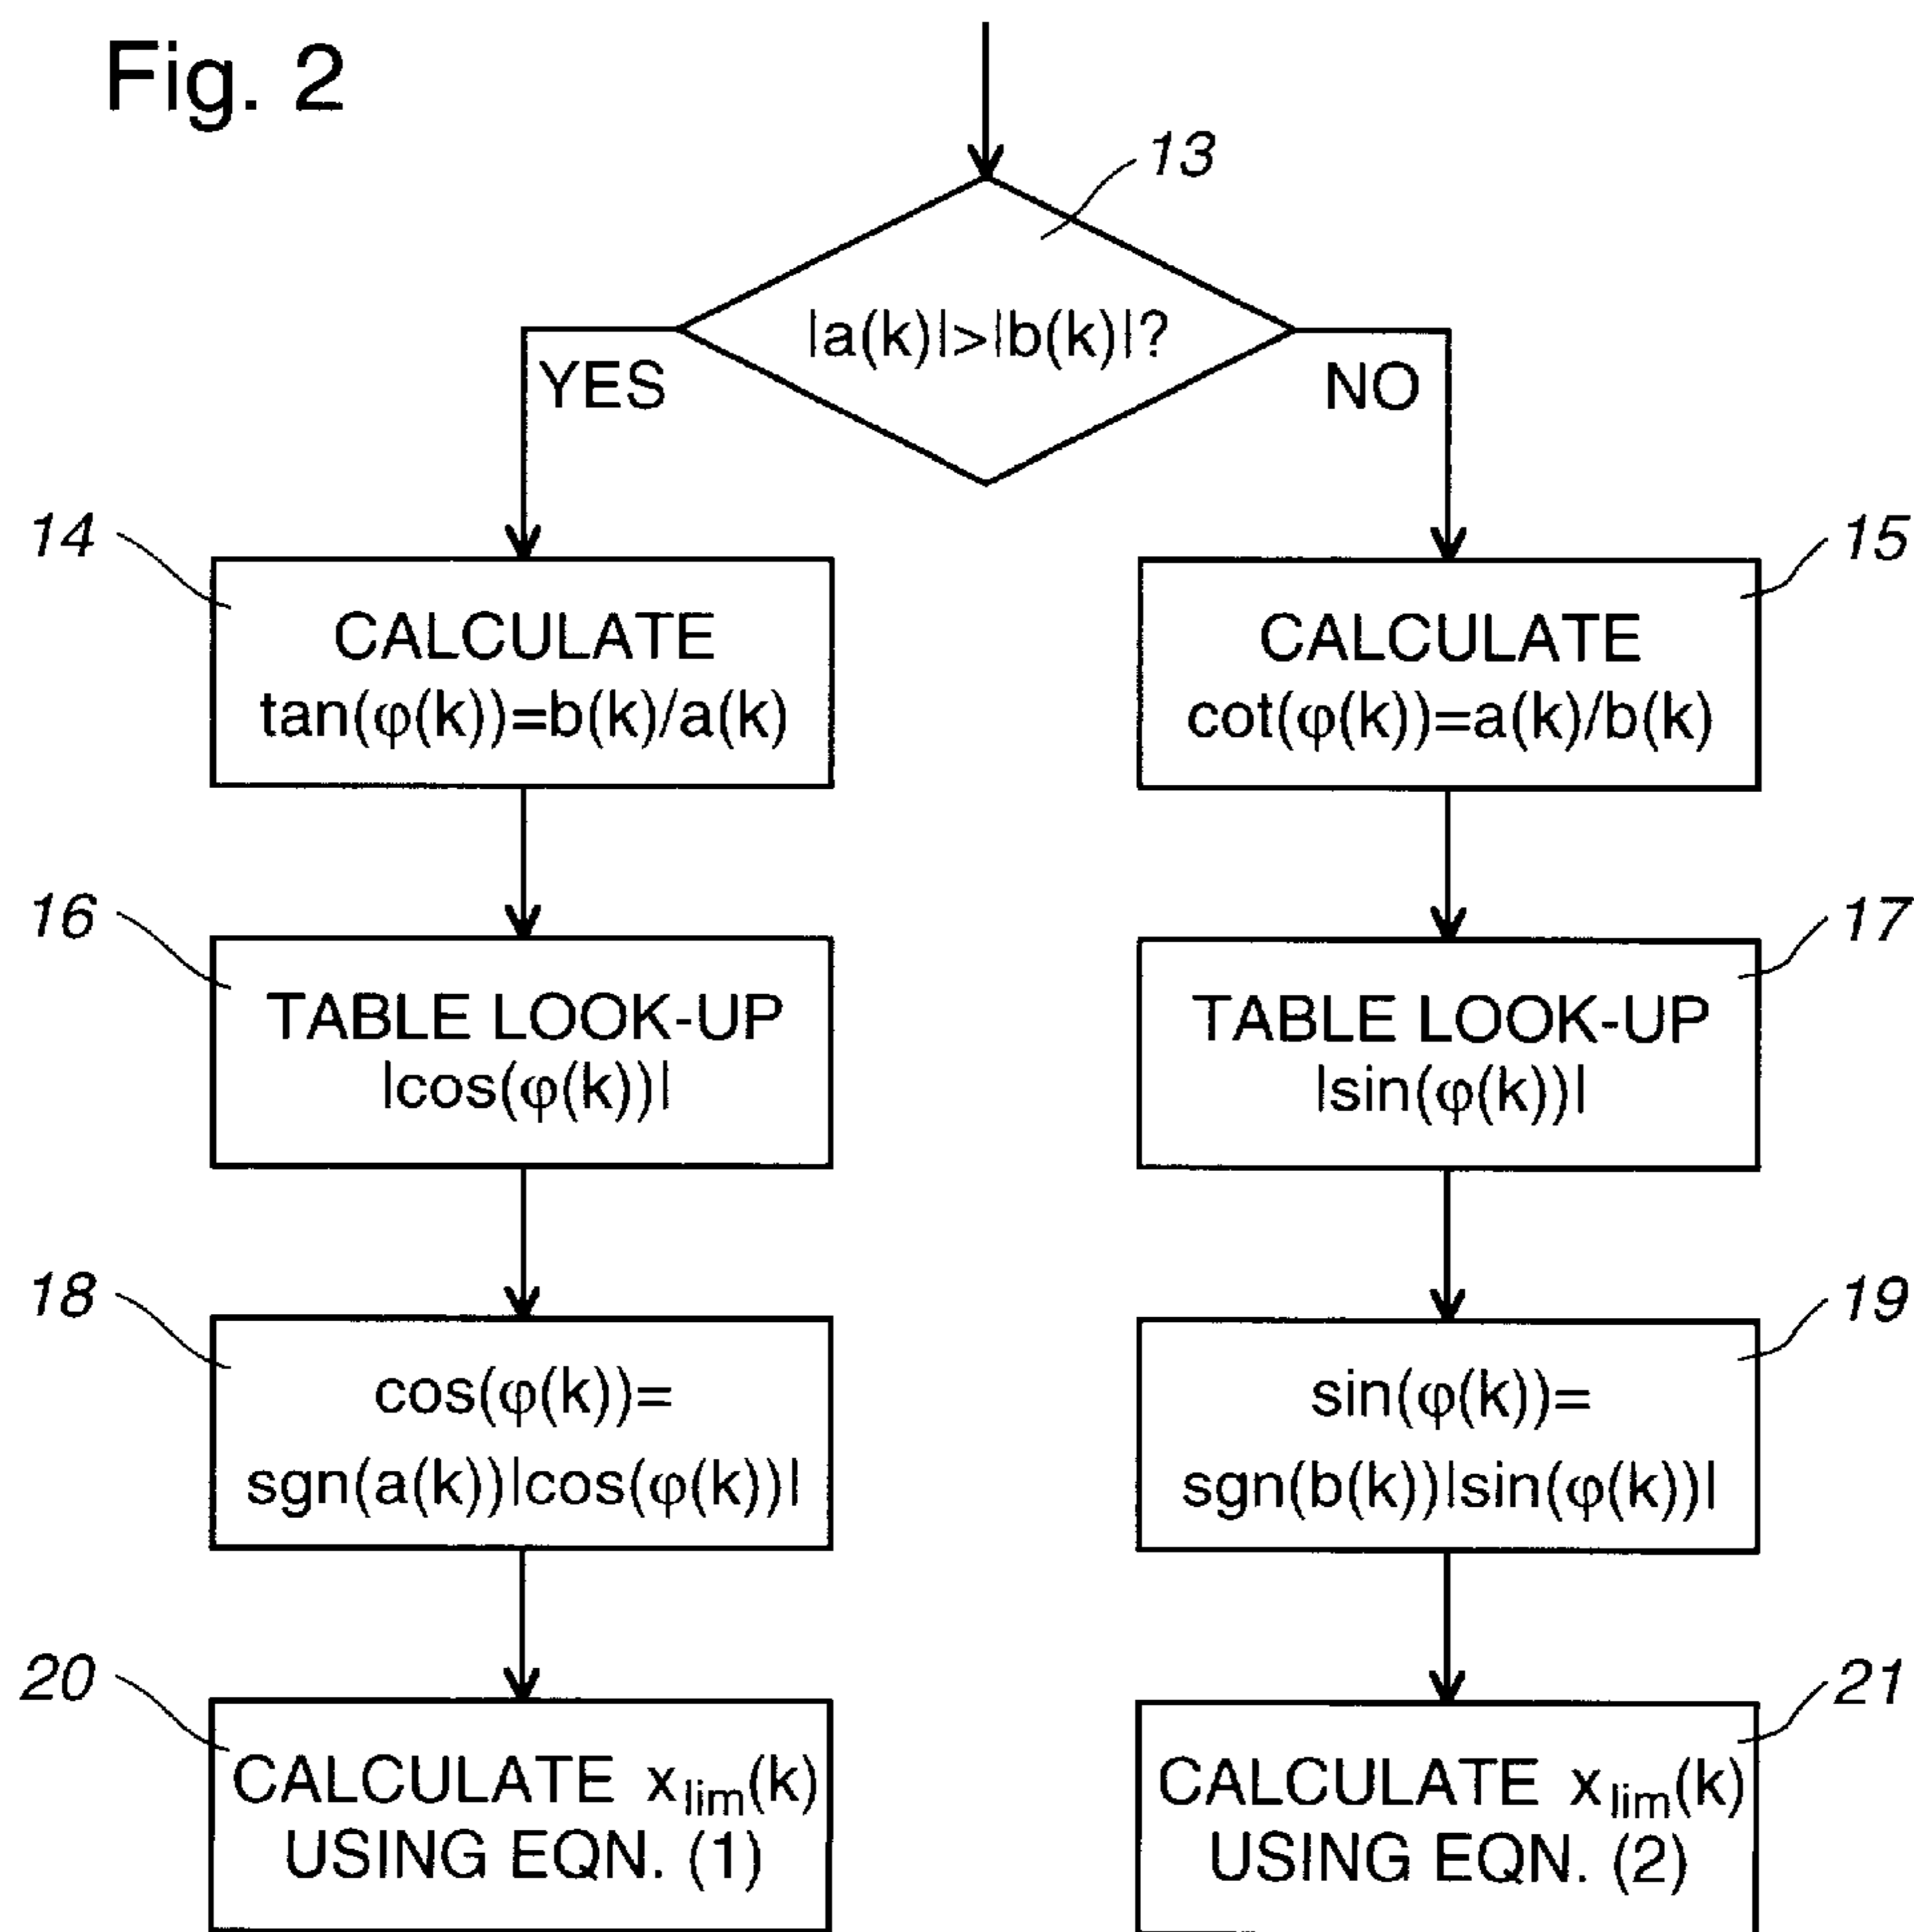 Fig. 2
13
|a(k)|>|b(k)|?
YES
NO
14
CALCULATE
tan(φ(k))=b(k)/a(k)
15
CALCULATE
cot(φ(k))=a(k)/b(k)
16
TABLE LOOK-UP
|cos(φ(k))|
17
TABLE LOOK-UP
|sin(φ(k))|
18
cos(φ(k))=
sgn(a(k))|cos(φ(k))|
19
sin(φ(k))=
sgn(b(k))|sin(φ(k))|
20
CALCULATE x_lim(k)
USING EQN. (1)
21
CALCULATE x_lim(k)
USING EQN. (2)